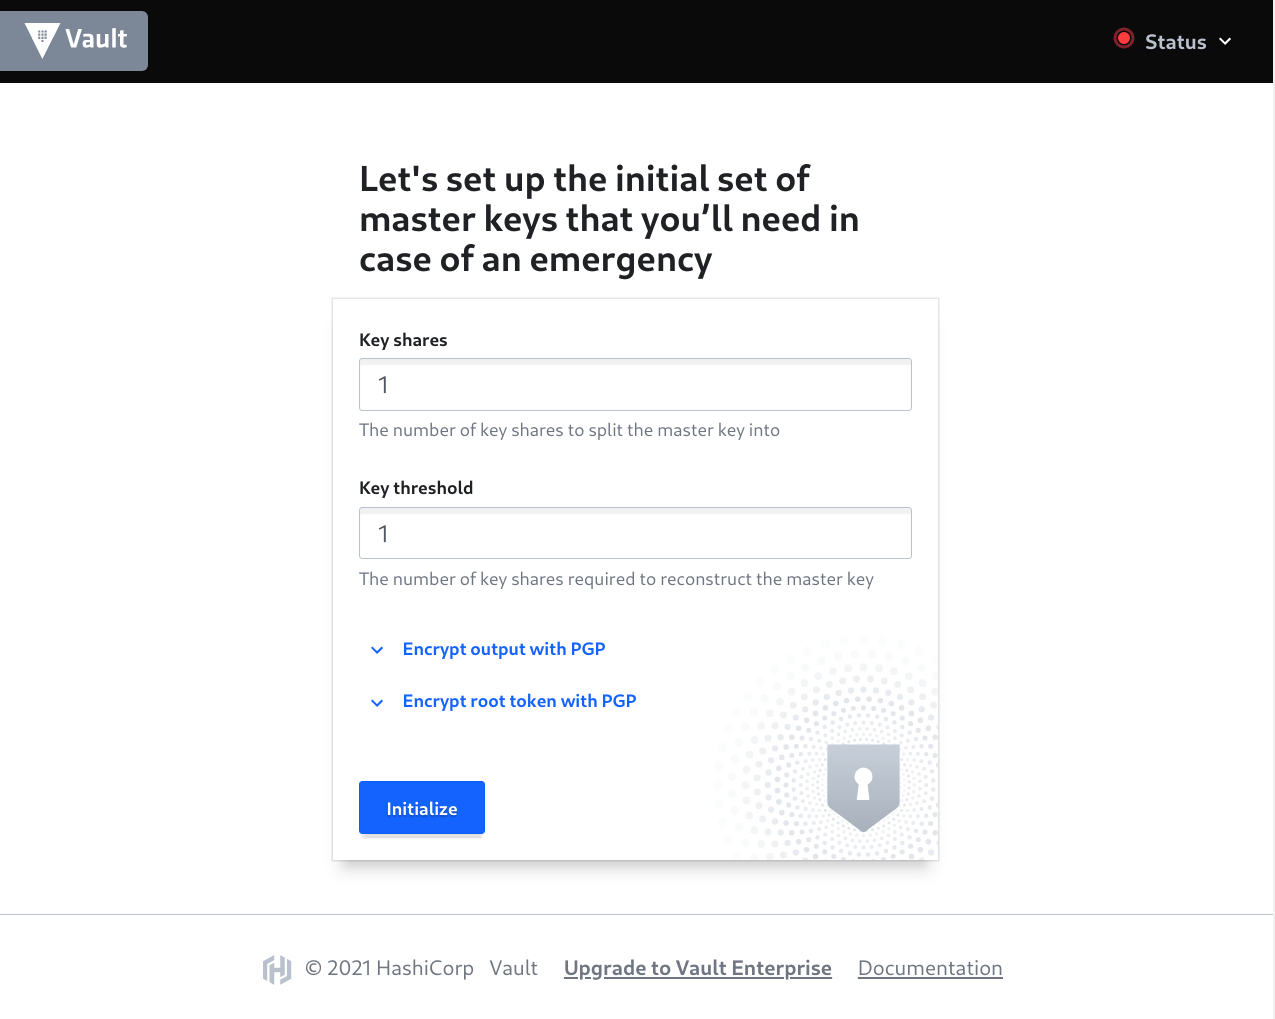 Vault
Status
Let's set up the initial set of
master keys that you’ll need in
case of an emergency
Key shares
1
The number of key shares to split the master key into
Key threshold
1
The number of key shares required to reconstruct the master key
Encrypt output with PGP
Encrypt root token with PGP
Initialize
© 2021 HashiCorp Vault Upgrade to Vault Enterprise Documentation